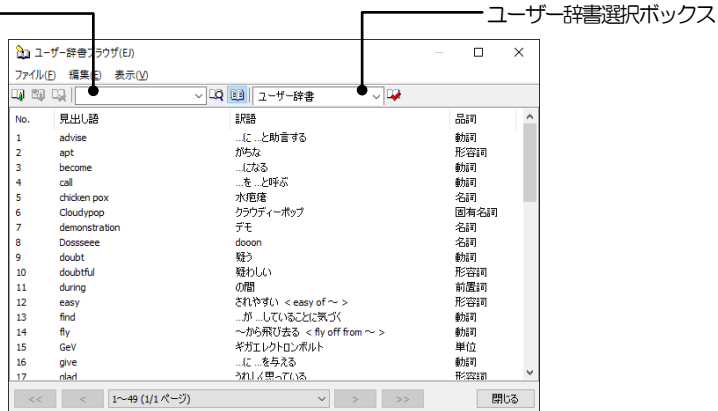 ユーザー辞書選択ボックス
ユーザー辞書ブラウザ(EJ)
ファイル(F) 編集(E) 表示(V)
ユーザー辞書
No. 見出し語 訳語 品詞
1 advise ...に ...と助言する 動詞
2 apt がちな 形容詞
3 become ...になる 動詞
4 call ...を ...と呼ぶ 動詞
5 chicken pox 水疱瘡 名詞
6 Cloudypop クラウディーポップ 固有名詞
7 demonstration デモ 名詞
8 Dossseee dooon 名詞
9 doubt 疑う 動詞
10 doubtful 疑わしい 形容詞
11 during の間 前置詞
12 easy されやすい < easy of ～ > 形容詞
13 find ...が ...していることに気づく 動詞
14 fly ～から飛び去る < fly off from ～ > 動詞
15 GeV ギガエレクトロンボルト 単位
16 give ...に ...を与える 動詞
17 glad うれしく思っている 形容詞
<< < 1～49 (1/1 ページ) > >> 閉じる